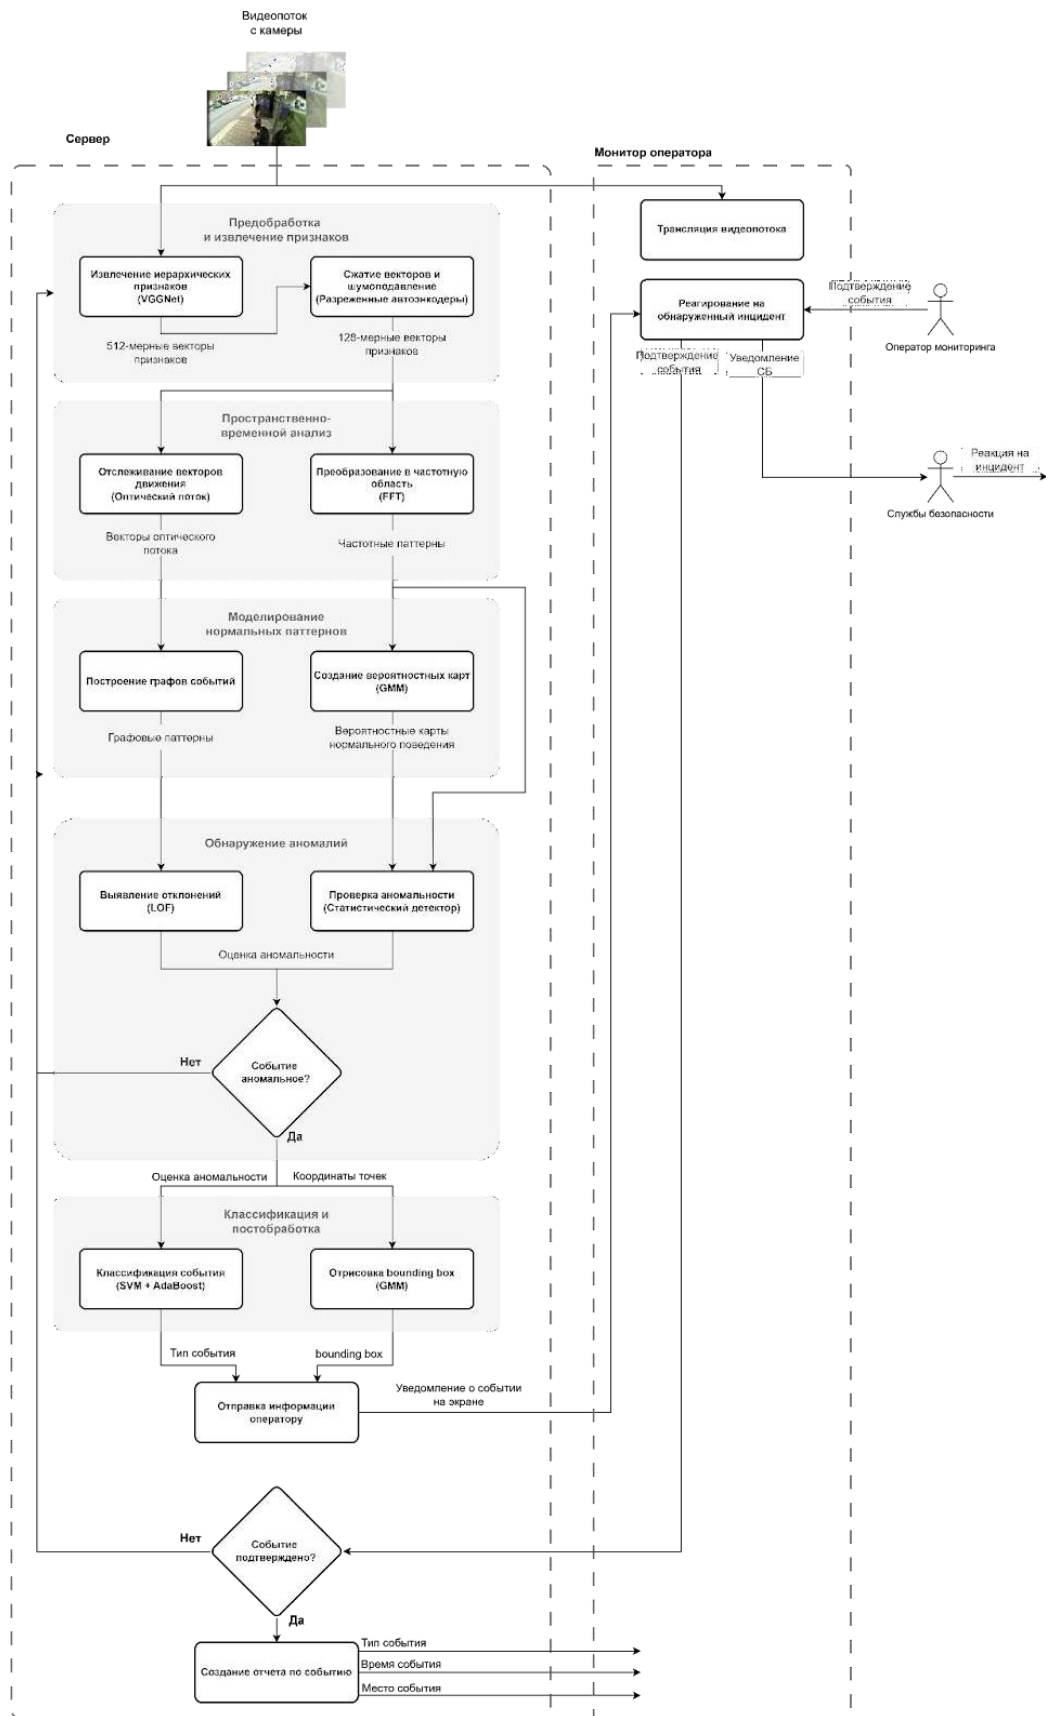 Видеопоток
с камеры
Сервер
Монитор оператора
Предобработка
и извлечение признаков
Трансляция видеопотока
Извлечение иерархических
признаков
(VGGNet)
Сжатие векторов и
шумоподавление
(Разреженные автоэнкодеры)
512-мерные векторы
признаков
128-мерные векторы
признаков
Реагирование на
обнаруженный инцидент
Подтверждение
события
Оператор мониторинга
Подтверждение
события
Уведомление
СБ
Пространственно-
временной анализ
Отслеживание векторов
движения
(Оптический поток)
Преобразование в частотную
область
(FFT)
Реакция на
инцидент
Службы безопасности
Векторы оптического
потока
Частотные паттерны
Моделирование
нормальных паттернов
Построение графов событий
Создание вероятностных карт
(GMM)
Графовые паттерны
Вероятностные карты
нормального поведения
Обнаружение аномалий
Выявление отклонений
(LOF)
Проверка аномальности
(Статистический детектор)
Оценка аномальности
Нет
Событие
аномальное?
Да
Оценка аномальности
Координаты точек
Классификация и
постобработка
Классификация события
(SVM + AdaBoost)
Отрисовка bounding box
(GMM)
Тип события
bounding box
Отправка информации
оператору
Уведомление о событии
на экране
Нет
Событие
подтверждено?
Да
Создание отчета по событию
Тип события
Время события
Место события